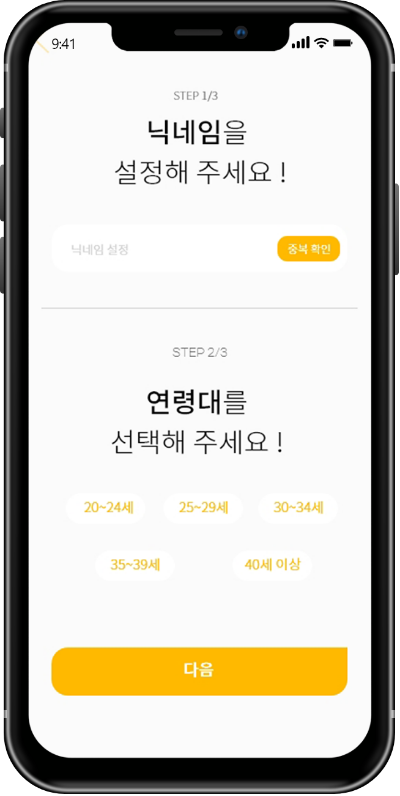 9:41
STEP 1/3
닉네임을
설정해 주세요 !
닉네임 설정 중복 확인
STEP 2/3
연령대를
선택해 주세요 !
20~24세 25~29세 30~34세
35~39세 40세 이상
다음